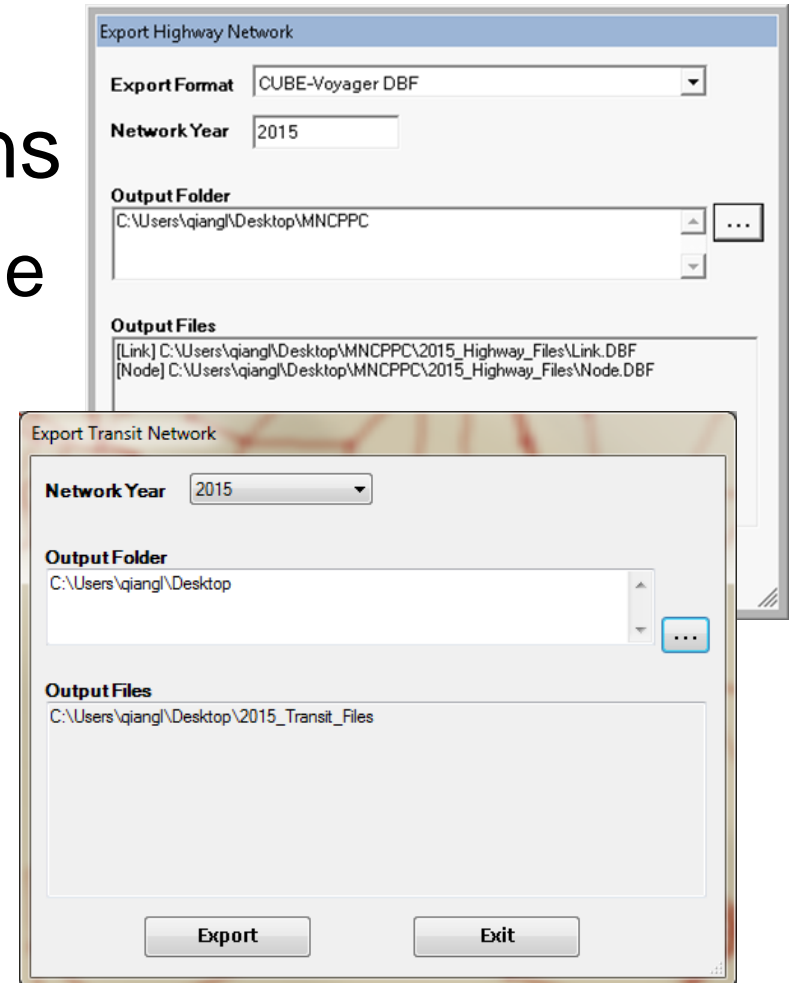 ns
e
Export Highway Network
Export Format CUBE-Voyager DBF
Network Year 2015
Output Folder
C:\Users\qiangl\Desktop\MNCPPC
...
Output Files
[Link] C:\Users\qiangl\Desktop\MNCPPC\2015_Highway_Files\Link.DBF
[Node] C:\Users\qiangl\Desktop\MNCPPC\2015_Highway_Files\Node.DBF
Export Transit Network
Network Year 2015
Output Folder
C:\Users\qiangl\Desktop
...
Output Files
C:\Users\qiangl\Desktop\2015_Transit_Files
Export Exit